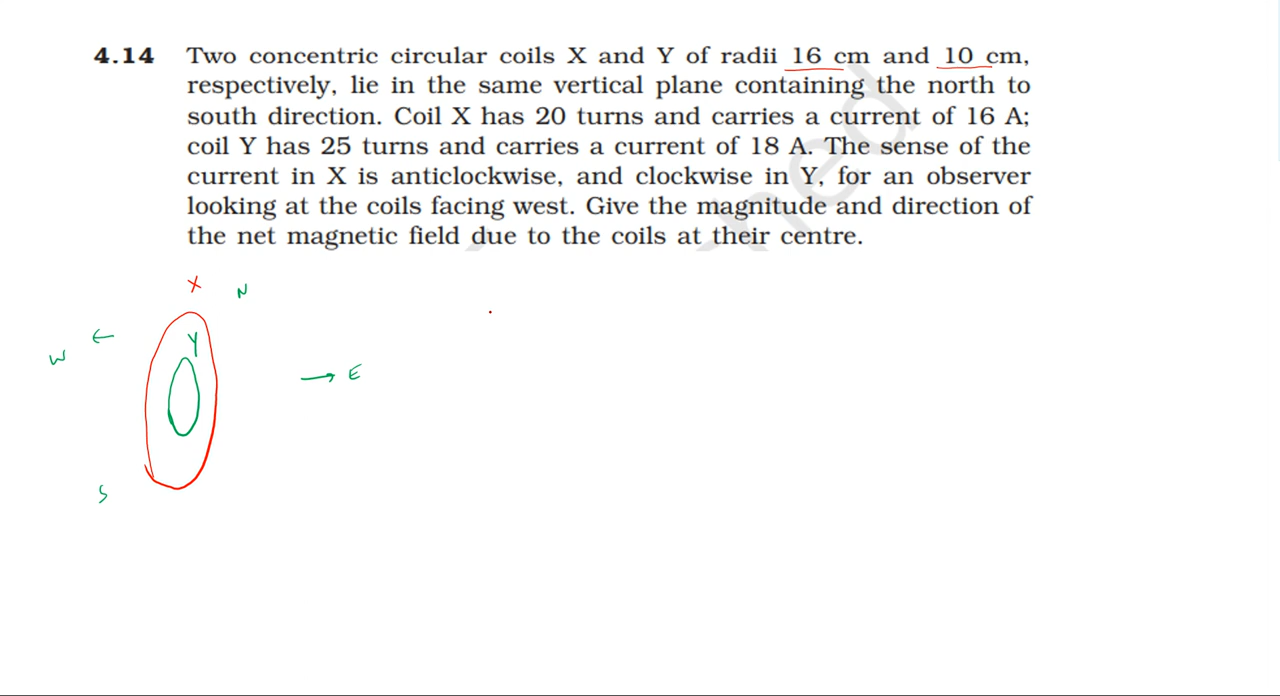 4.14 Two concentric circular coils X and Y of radii 16 cm and 10 cm,
respectively, lie in the same vertical plane containing the north to
south direction. Coil X has 20 turns and carries a current of 16 A;
coil Y has 25 turns and carries a current of 18 A. The sense of the
current in X is anticlockwise, and clockwise in Y, for an observer
looking at the coils facing west. Give the magnitude and direction of
the net magnetic field due to the coils at their centre.
X N
← Y
W → E
S